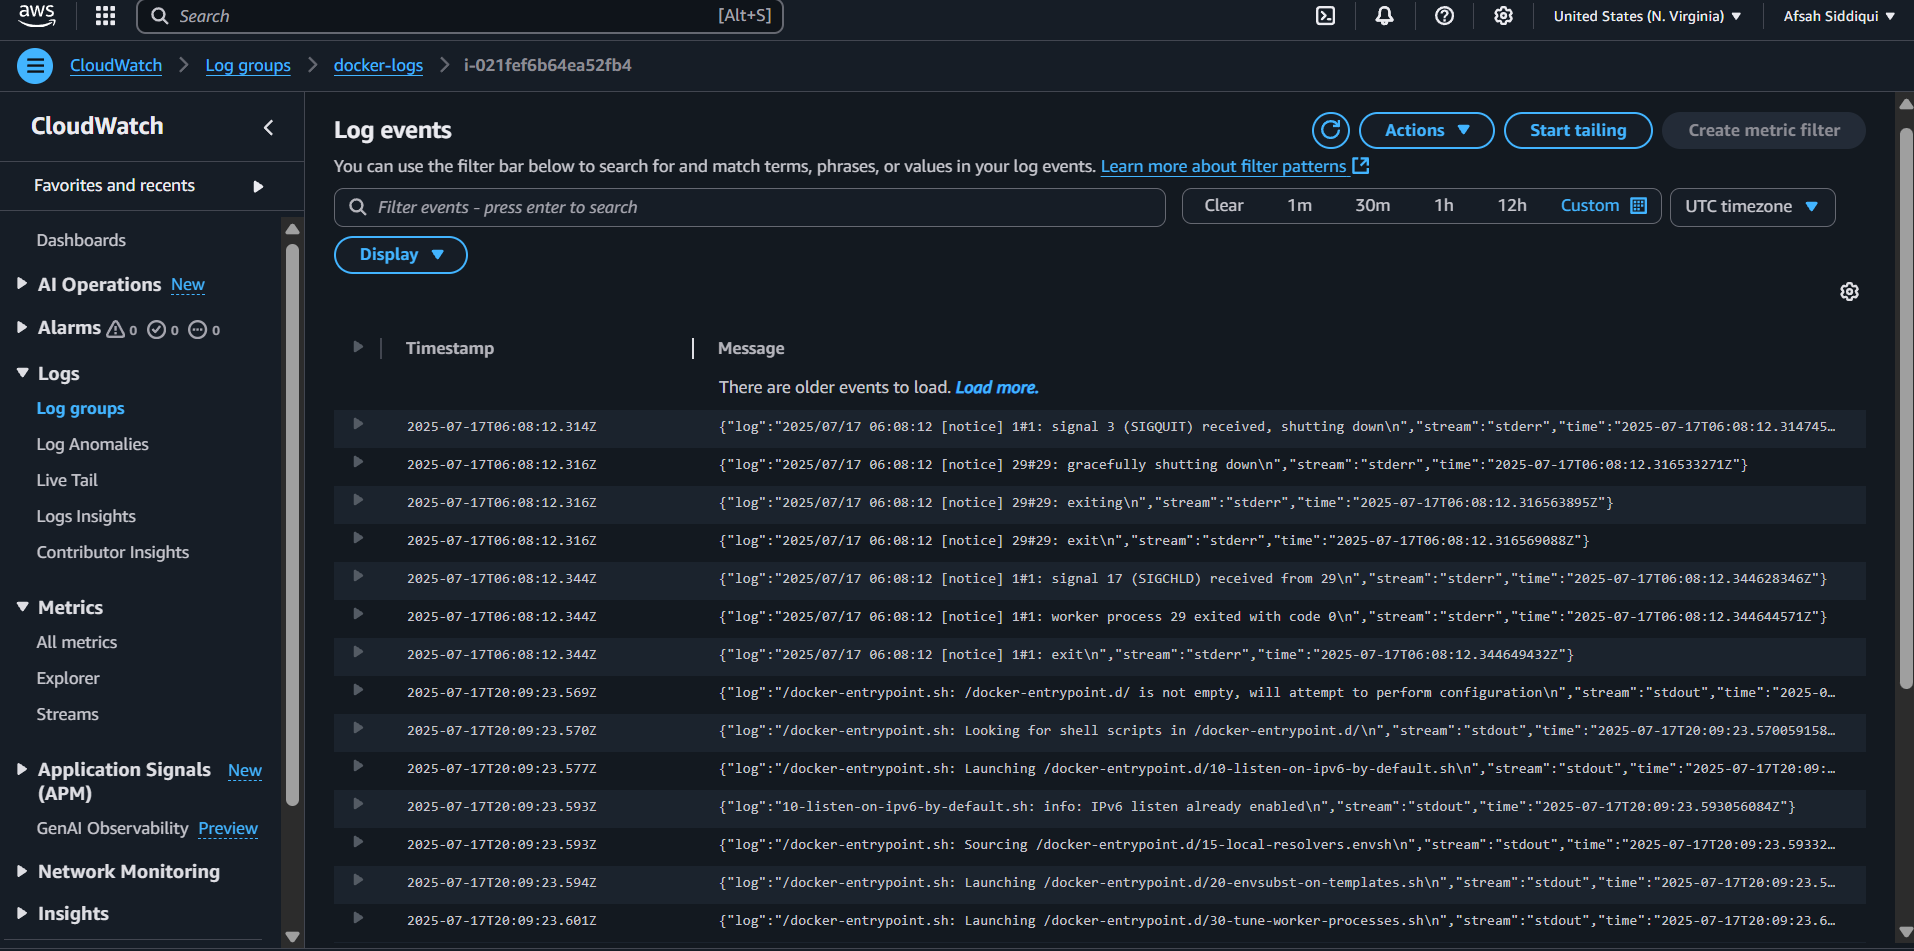 aws Search [Alt+S] United States (N. Virginia) Afsah Siddiqui
CloudWatch Log groups docker-logs i-021fef6b64ea52fb4
CloudWatch
Favorites and recents
Dashboards
AI Operations New
Alarms 0 0 0
Logs
Log groups
Log Anomalies
Live Tail
Logs Insights
Contributor Insights
Metrics
All metrics
Explorer
Streams
Application Signals New
(APM)
GenAI Observability Preview
Network Monitoring
Insights
Log events
Actions Start tailing Create metric filter
You can use the filter bar below to search for and match terms, phrases, or values in your log events. Learn more about filter patterns
Filter events - press enter to search
Clear 1m 30m 1h 12h Custom UTC timezone
Display
Timestamp Message
There are older events to load. Load more.
2025-07-17T06:08:12.314Z {"log":"2025/07/17 06:08:12 [notice] 1#1: signal 3 (SIGQUIT) received, shutting down\n","stream":"stderr","time":"2025-07-17T06:08:12.314745…
2025-07-17T06:08:12.316Z {"log":"2025/07/17 06:08:12 [notice] 29#29: gracefully shutting down\n","stream":"stderr","time":"2025-07-17T06:08:12.316533271Z"}
2025-07-17T06:08:12.316Z {"log":"2025/07/17 06:08:12 [notice] 29#29: exiting\n","stream":"stderr","time":"2025-07-17T06:08:12.316563895Z"}
2025-07-17T06:08:12.316Z {"log":"2025/07/17 06:08:12 [notice] 29#29: exit\n","stream":"stderr","time":"2025-07-17T06:08:12.316569088Z"}
2025-07-17T06:08:12.344Z {"log":"2025/07/17 06:08:12 [notice] 1#1: signal 17 (SIGCHLD) received from 29\n","stream":"stderr","time":"2025-07-17T06:08:12.344628346Z"}
2025-07-17T06:08:12.344Z {"log":"2025/07/17 06:08:12 [notice] 1#1: worker process 29 exited with code 0\n","stream":"stderr","time":"2025-07-17T06:08:12.344644571Z"}
2025-07-17T06:08:12.344Z {"log":"2025/07/17 06:08:12 [notice] 1#1: exit\n","stream":"stderr","time":"2025-07-17T06:08:12.344649432Z"}
2025-07-17T20:09:23.569Z {"log":"/docker-entrypoint.sh: /docker-entrypoint.d/ is not empty, will attempt to perform configuration\n","stream":"stdout","time":"2025-0…
2025-07-17T20:09:23.570Z {"log":"/docker-entrypoint.sh: Looking for shell scripts in /docker-entrypoint.d/\n","stream":"stdout","time":"2025-07-17T20:09:23.570059158…
2025-07-17T20:09:23.577Z {"log":"/docker-entrypoint.sh: Launching /docker-entrypoint.d/10-listen-on-ipv6-by-default.sh\n","stream":"stdout","time":"2025-07-17T20:09:…
2025-07-17T20:09:23.593Z {"log":"10-listen-on-ipv6-by-default.sh: info: IPv6 listen already enabled\n","stream":"stdout","time":"2025-07-17T20:09:23.593056084Z"}
2025-07-17T20:09:23.593Z {"log":"/docker-entrypoint.sh: Sourcing /docker-entrypoint.d/15-local-resolvers.envsh\n","stream":"stdout","time":"2025-07-17T20:09:23.59332…
2025-07-17T20:09:23.594Z {"log":"/docker-entrypoint.sh: Launching /docker-entrypoint.d/20-envsubst-on-templates.sh\n","stream":"stdout","time":"2025-07-17T20:09:23.5…
2025-07-17T20:09:23.601Z {"log":"/docker-entrypoint.sh: Launching /docker-entrypoint.d/30-tune-worker-processes.sh\n","stream":"stdout","time":"2025-07-17T20:09:23.6…